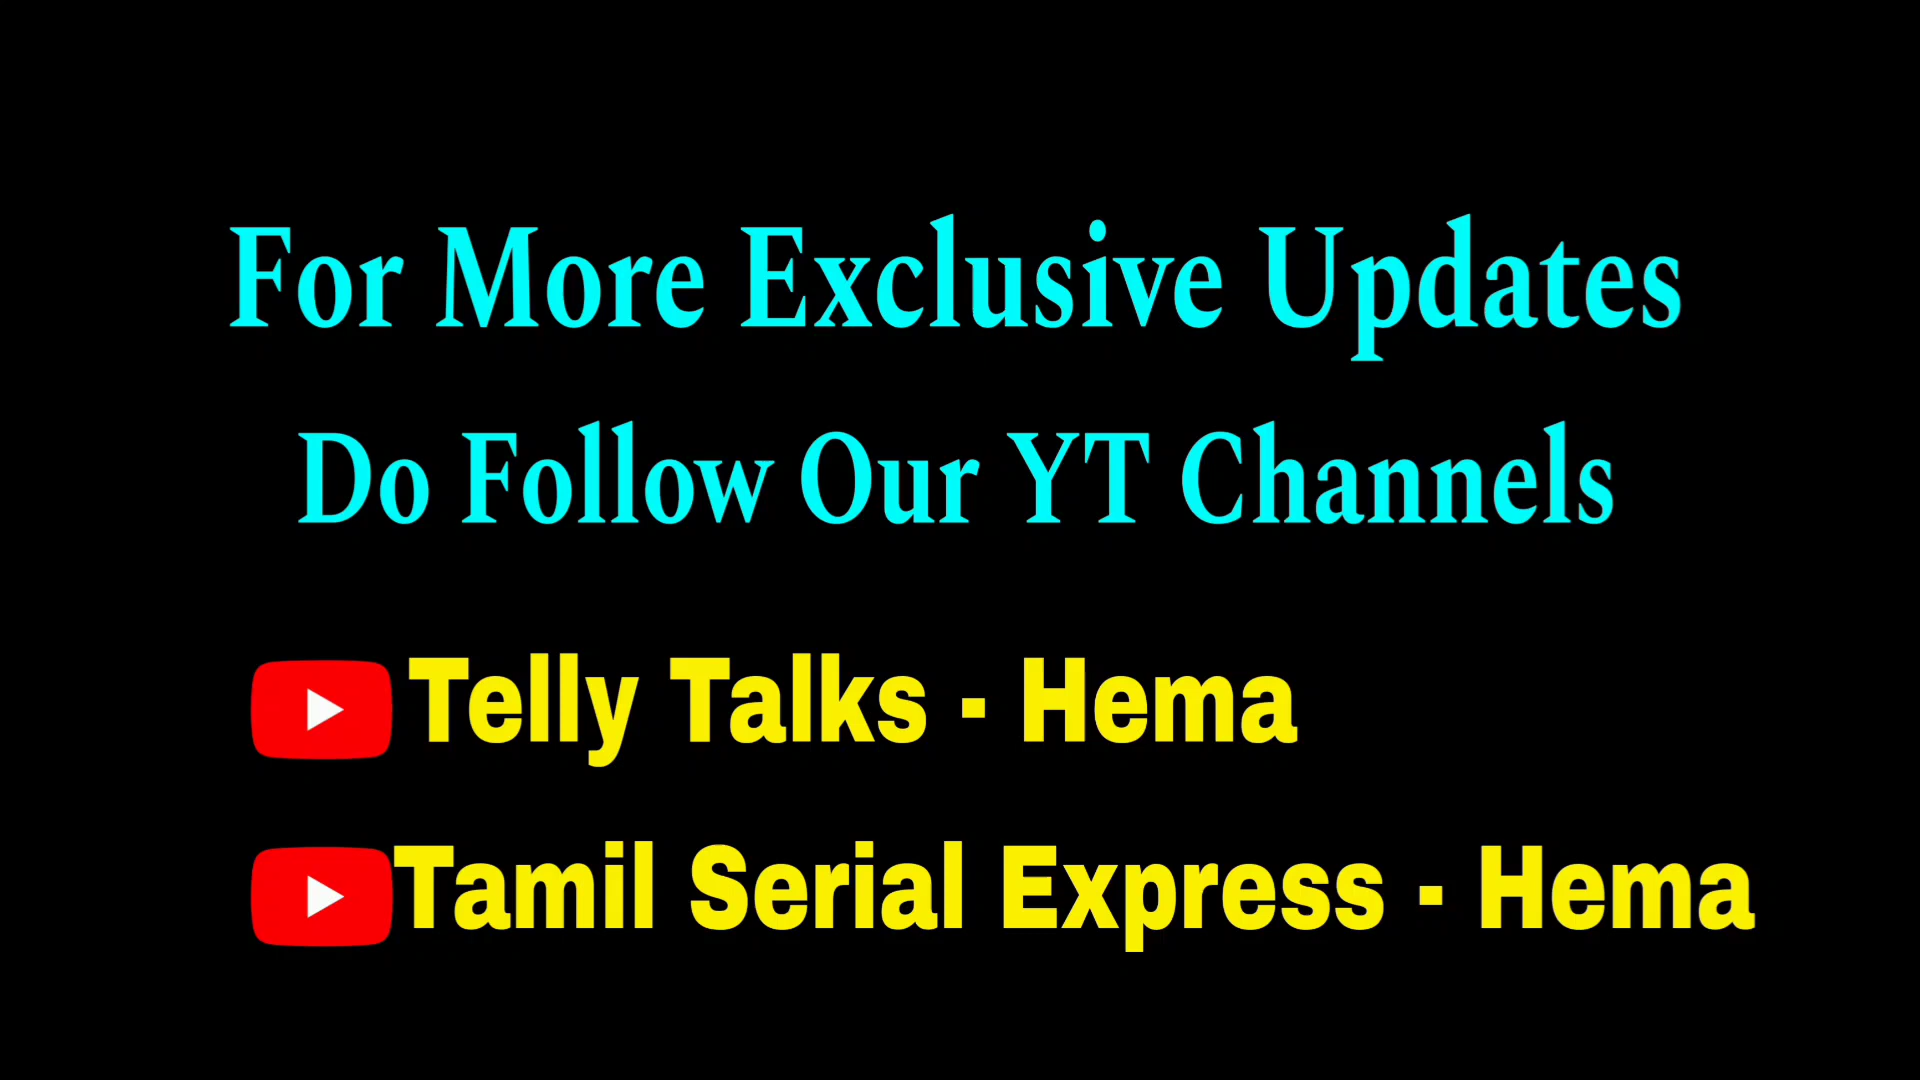 For More Exclusive Updates
Do Follow Our YT Channels
Telly Talks - Hema
Tamil Serial Express - Hema